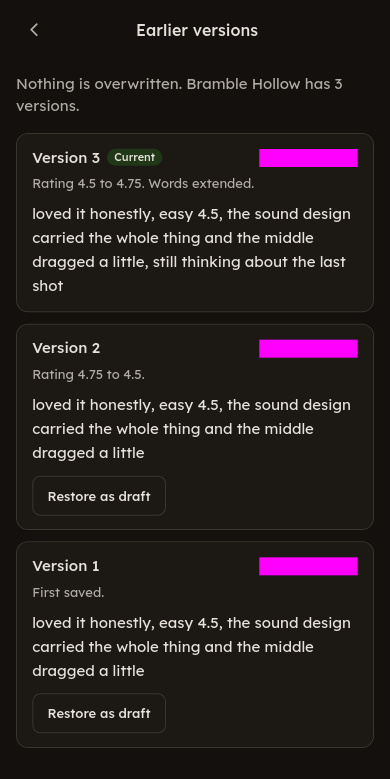 Earlier versions
Nothing is overwritten. Bramble Hollow has 3
versions.
Version 3 Current
Rating 4.5 to 4.75. Words extended.
loved it honestly, easy 4.5, the sound design
carried the whole thing and the middle
dragged a little, still thinking about the last
shot
Version 2
Rating 4.75 to 4.5.
loved it honestly, easy 4.5, the sound design
carried the whole thing and the middle
dragged a little
Restore as draft
Version 1
First saved.
loved it honestly, easy 4.5, the sound design
carried the whole thing and the middle
dragged a little
Restore as draft